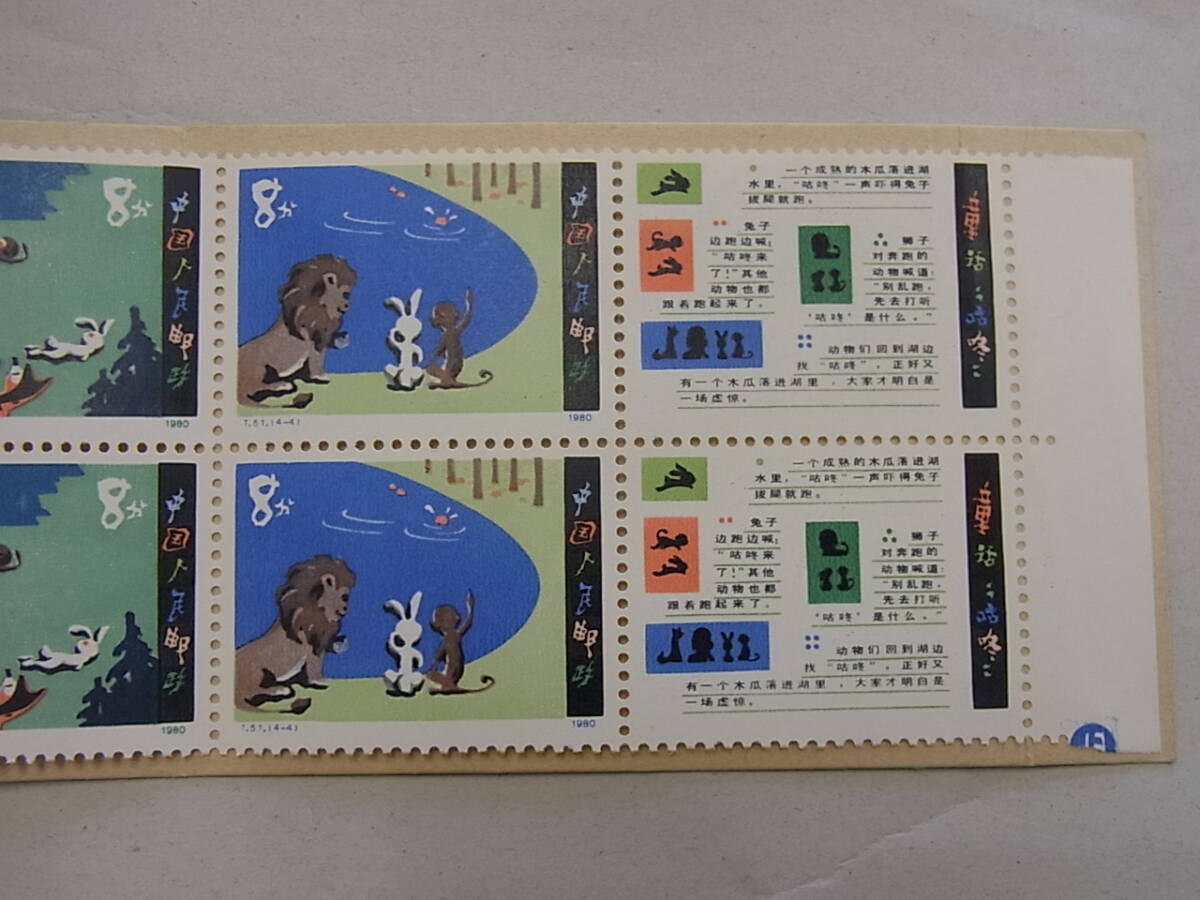 8分
中国人民邮政
1980
8分
中国人民邮政
T.51.(4-4)
1980
一个成熟的木瓜落进湖
水里，“咕咚”一声吓得兔子
拔腿就跑。
兔子
边跑边喊：
“咕咚来
了！”其他
动物也都
跟着跑起来了。
狮子
对奔跑的
动物喊道：
“别乱跑，
先去打听
‘咕咚’是什么。”
动物们回到湖边
找“咕咚”，正好又
有一个木瓜落进湖里，大家才明白是
一场虚惊。
童话《咕咚》
8分
中国人民邮政
1980
8分
中国人民邮政
T.51.(4-4)
1980
一个成熟的木瓜落进湖
水里，“咕咚”一声吓得兔子
拔腿就跑。
兔子
边跑边喊：
“咕咚来
了！”其他
动物也都
跟着跑起来了。
狮子
对奔跑的
动物喊道：
“别乱跑，
先去打听
‘咕咚’是什么。”
动物们回到湖边
找“咕咚”，正好又
有一个木瓜落进湖里，大家才明白是
一场虚惊。
童话《咕咚》